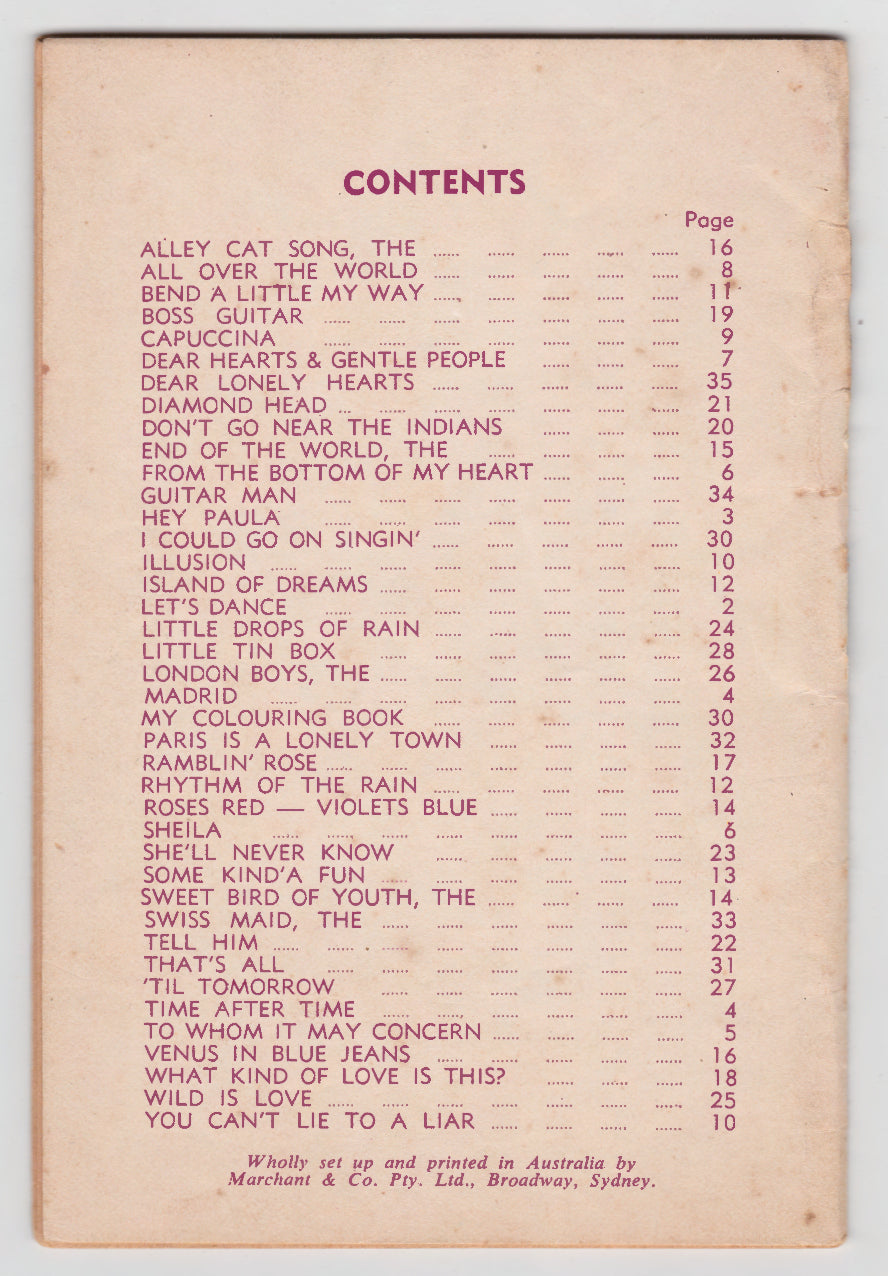 CONTENTS
Page
ALLEY CAT SONG, THE ...... ...... ...... ...... ...... 16
ALL OVER THE WORLD ...... ...... ...... ...... ...... 8
BEND A LITTLE MY WAY ...... ...... ...... ...... ...... 11
BOSS GUITAR ...... ...... ...... ...... ...... ...... ...... 19
CAPUCCINA ...... ...... ...... ...... ...... ...... ...... 9
DEAR HEARTS & GENTLE PEOPLE ...... ...... ...... 7
DEAR LONELY HEARTS ...... ...... ...... ...... ...... 35
DIAMOND HEAD ... ...... ...... ...... ...... ...... ...... 21
DON'T GO NEAR THE INDIANS ...... ...... ...... 20
END OF THE WORLD, THE ...... ...... ...... ...... 15
FROM THE BOTTOM OF MY HEART ...... ...... ...... 6
GUITAR MAN ...... ...... ...... ...... ...... ...... ...... 34
HEY PAULA ...... ...... ...... ...... ...... ...... ...... 3
I COULD GO ON SINGIN' ...... ...... ...... ...... ...... 30
ILLUSION ...... ...... ...... ...... ...... ...... ...... ...... 10
ISLAND OF DREAMS ...... ...... ...... ...... ...... ...... 12
LET'S DANCE ...... ...... ...... ...... ...... ...... ...... 2
LITTLE DROPS OF RAIN ...... ...... ...... ...... ...... 24
LITTLE TIN BOX ...... ...... ...... ...... ...... ...... 28
LONDON BOYS, THE ...... ...... ...... ...... ...... ...... 26
MADRID ...... ...... ...... ...... ...... ...... ...... ...... 4
MY COLOURING BOOK ...... ...... ...... ...... ...... 30
PARIS IS A LONELY TOWN ...... ...... ...... ...... 32
RAMBLIN' ROSE ...... ...... ...... ...... ...... ...... ...... 17
RHYTHM OF THE RAIN ...... ...... ...... ...... ...... 12
ROSES RED — VIOLETS BLUE ...... ...... ...... ...... 14
SHEILA ...... ...... ...... ...... ...... ...... ...... ...... 6
SHE'LL NEVER KNOW ...... ...... ...... ...... ...... 23
SOME KIND'A FUN ...... ...... ...... ...... ...... ...... 13
SWEET BIRD OF YOUTH, THE ...... ...... ...... ...... 14
SWISS MAID, THE ...... ...... ...... ...... ...... ...... 33
TELL HIM ...... ...... ...... ...... ...... ...... ...... ...... 22
THAT'S ALL ...... ...... ...... ...... ...... ...... ...... 31
'TIL TOMORROW ...... ...... ...... ...... ...... ...... 27
TIME AFTER TIME ...... ...... ...... ...... ...... ...... 4
TO WHOM IT MAY CONCERN ...... ...... ...... ...... 5
VENUS IN BLUE JEANS ...... ...... ...... ...... ...... 16
WHAT KIND OF LOVE IS THIS? ...... ...... ...... 18
WILD IS LOVE ...... ...... ...... ...... ...... ...... ...... 25
YOU CAN'T LIE TO A LIAR ...... ...... ...... ...... 10
Wholly set up and printed in Australia by
Marchant & Co. Pty. Ltd., Broadway, Sydney.